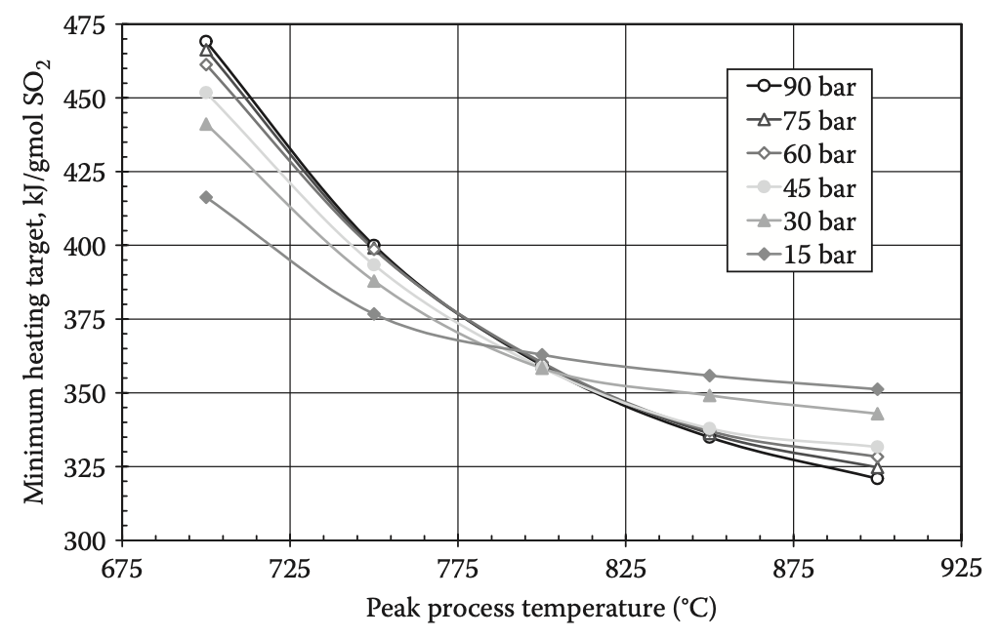 475
450
425
400
375
350
325
300
Minimum heating target, kJ/gmol SO₂
90 bar
75 bar
60 bar
45 bar
30 bar
15 bar
675 725 775 825 875 925
Peak process temperature (°C)